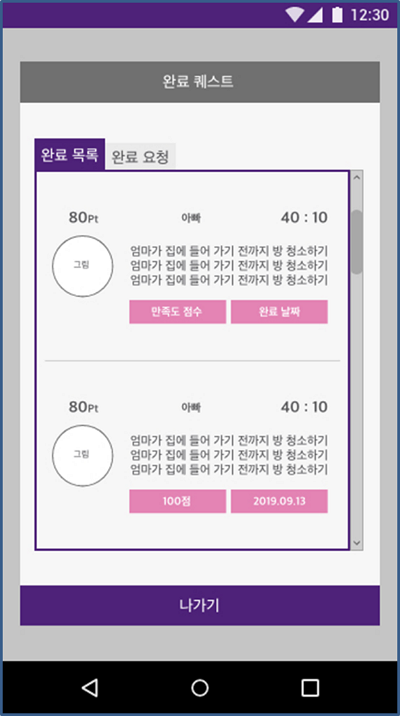 12:30
완료 퀘스트
완료 목록 완료 요청
80Pt 아빠 40 : 10
그림
엄마가 집에 들어 가기 전까지 방 청소하기
엄마가 집에 들어 가기 전까지 방 청소하기
엄마가 집에 들어 가기 전까지 방 청소하기
만족도 점수 완료 날짜
80Pt 아빠 40 : 10
그림
엄마가 집에 들어 가기 전까지 방 청소하기
엄마가 집에 들어 가기 전까지 방 청소하기
엄마가 집에 들어 가기 전까지 방 청소하기
100점 2019.09.13
나가기